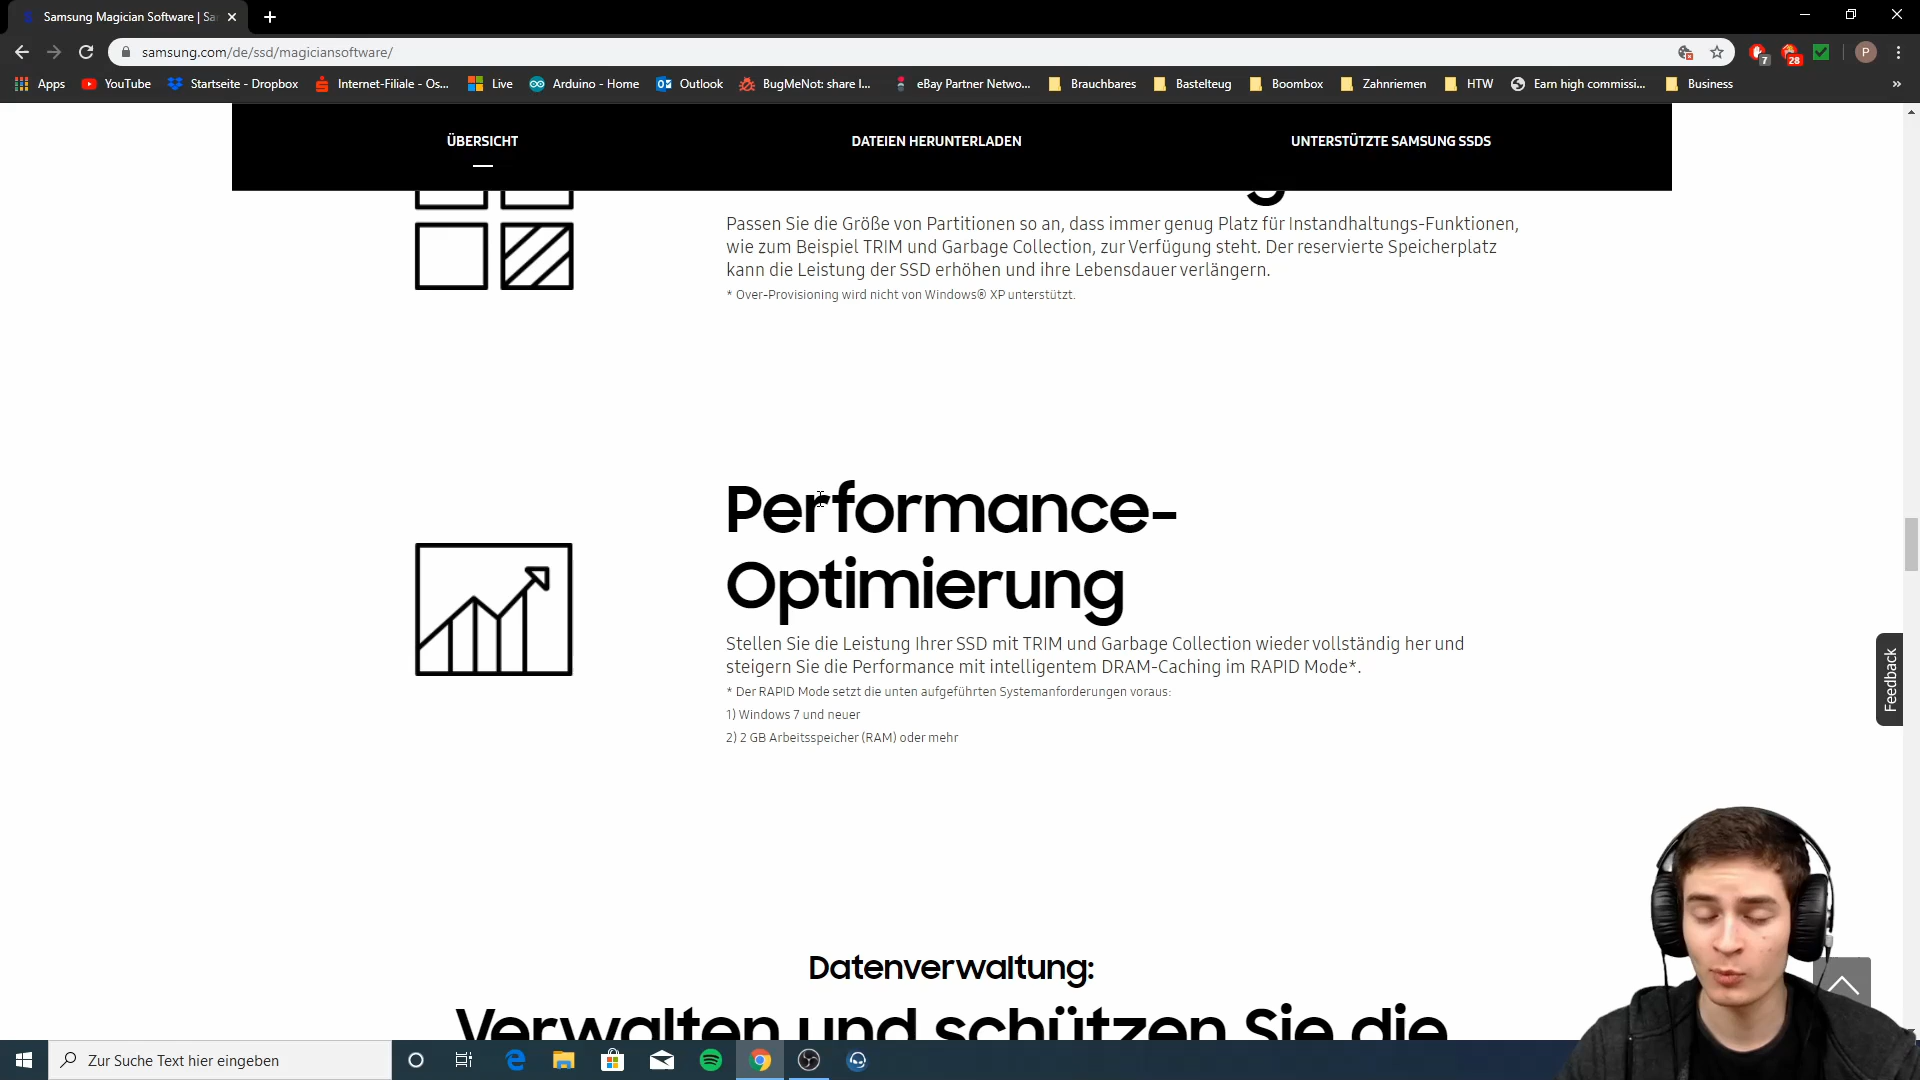 Samsung Magician Software | Sa
samsung.com/de/ssd/magiciansoftware/
7
28
P
Apps
YouTube
Startseite - Dropbox
Internet-Filiale - Os...
Live
Arduino - Home
Outlook
BugMeNot: share l...
eBay Partner Netwo...
Brauchbares
Bastelteug
Boombox
Zahnriemen
HTW
Earn high commissi...
Business
»
ÜBERSICHT
DATEIEN HERUNTERLADEN
UNTERSTÜTZTE SAMSUNG SSDS
Passen Sie die Größe von Partitionen so an, dass immer genug Platz für Instandhaltungs-Funktionen,
wie zum Beispiel TRIM und Garbage Collection, zur Verfügung steht. Der reservierte Speicherplatz
kann die Leistung der SSD erhöhen und ihre Lebensdauer verlängern.
* Over-Provisioning wird nicht von Windows® XP unterstützt.
Performance-
Optimierung
Stellen Sie die Leistung Ihrer SSD mit TRIM und Garbage Collection wieder vollständig her und
steigern Sie die Performance mit intelligentem DRAM-Caching im RAPID Mode*.
* Der RAPID Mode setzt die unten aufgeführten Systemanforderungen voraus:
1) Windows 7 und neuer
2) 2 GB Arbeitsspeicher (RAM) oder mehr
Feedback
Datenverwaltung:
Verwalten und schützen Sie die
Zur Suche Text hier eingeben